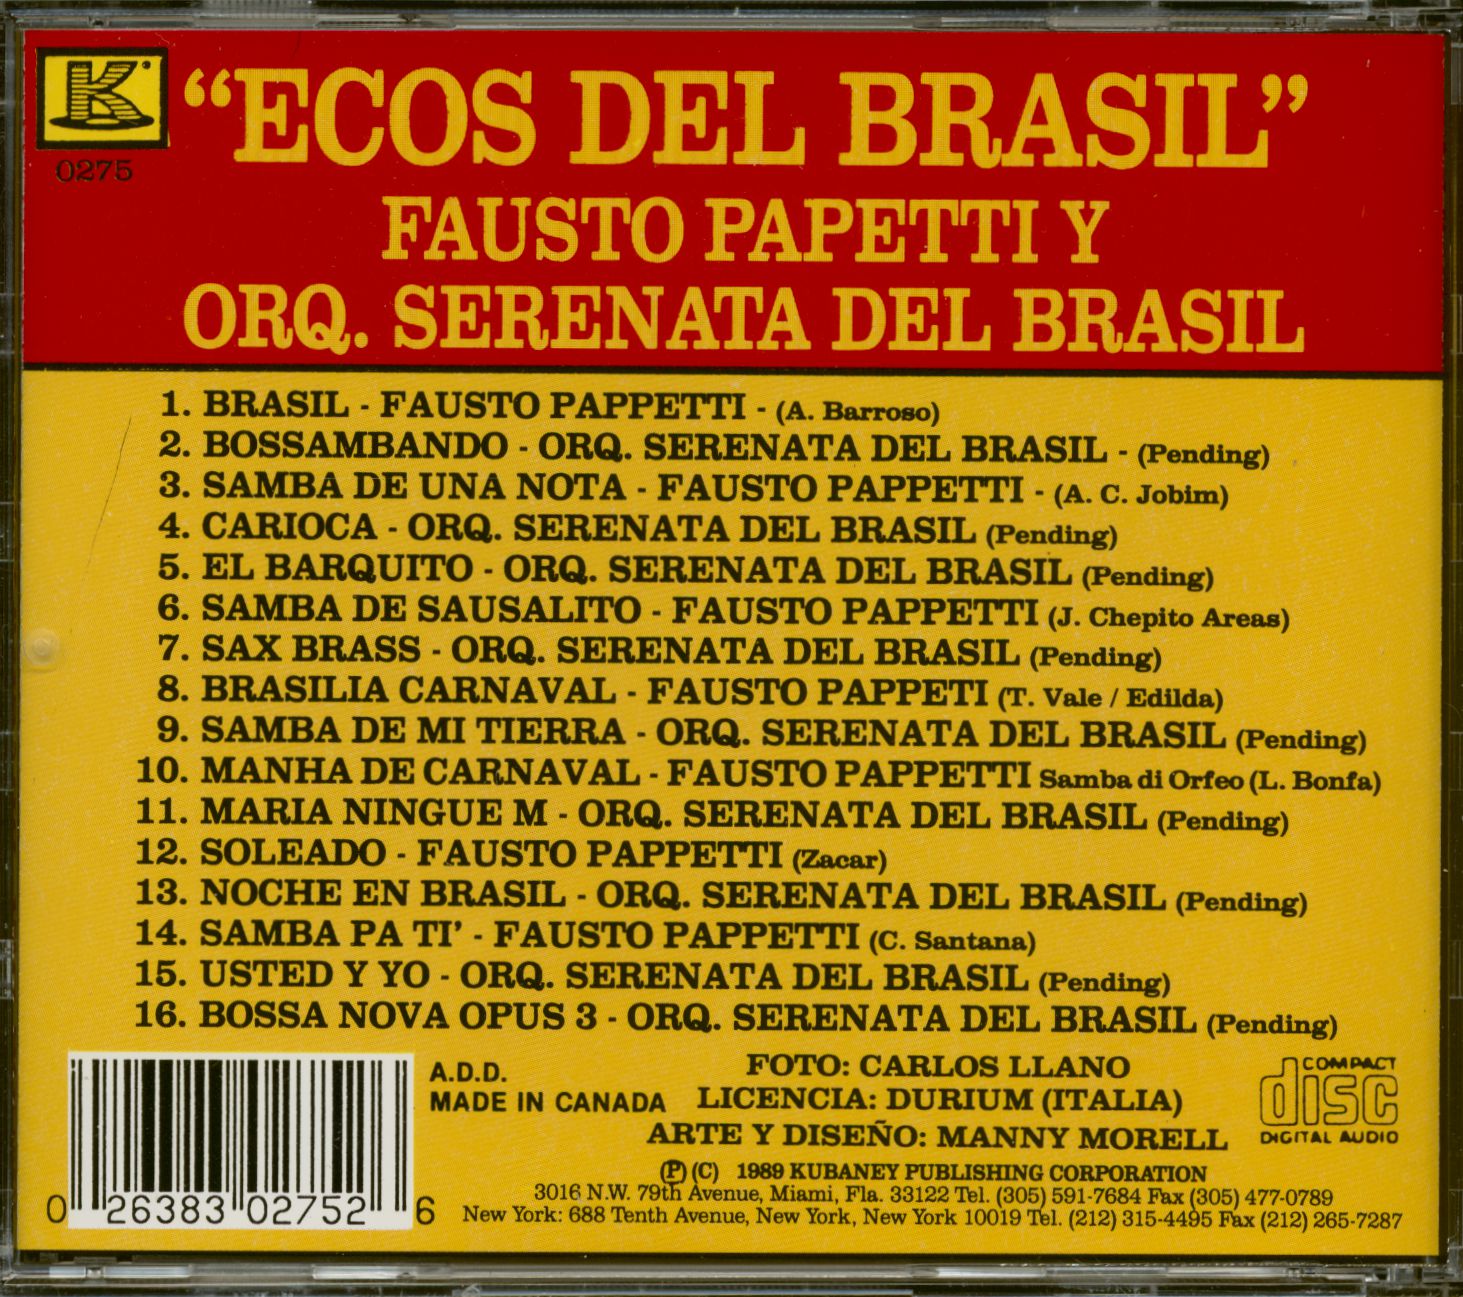 K
0275
"ECOS DEL BRASIL"
FAUSTO PAPETTI Y
ORQ. SERENATA DEL BRASIL
1. BRASIL - FAUSTO PAPPETTI - (A. Barroso)
2. BOSSAMBANDO - ORQ. SERENATA DEL BRASIL - (Pending)
3. SAMBA DE UNA NOTA - FAUSTO PAPPETTI - (A. C. Jobim)
4. CARIOCA - ORQ. SERENATA DEL BRASIL (Pending)
5. EL BARQUITO - ORQ. SERENATA DEL BRASIL (Pending)
6. SAMBA DE SAUSALITO - FAUSTO PAPPETTI (J. Chepito Areas)
7. SAX BRASS - ORQ. SERENATA DEL BRASIL (Pending)
8. BRASILIA CARNAVAL - FAUSTO PAPPETI (T. Vale / Edilda)
9. SAMBA DE MI TIERRA - ORQ. SERENATA DEL BRASIL (Pending)
10. MANHA DE CARNAVAL - FAUSTO PAPPETTI Samba di Orfeo (L. Bonfa)
11. MARIA NINGUE M - ORQ. SERENATA DEL BRASIL (Pending)
12. SOLEADO - FAUSTO PAPPETTI (Zacar)
13. NOCHE EN BRASIL - ORQ. SERENATA DEL BRASIL (Pending)
14. SAMBA PA TI' - FAUSTO PAPPETTI (C. Santana)
15. USTED Y YO - ORQ. SERENATA DEL BRASIL (Pending)
16. BOSSA NOVA OPUS 3 - ORQ. SERENATA DEL BRASIL (Pending)
A.D.D.
MADE IN CANADA
FOTO: CARLOS LLANO
LICENCIA: DURIUM (ITALIA)
ARTE Y DISEÑO: MANNY MORELL
COMPACT
disc
DIGITAL AUDIO
(P) (C) 1989 KUBANEY PUBLISHING CORPORATION
3016 N.W. 79th Avenue, Miami, Fla. 33122 Tel. (305) 591-7684 Fax (305) 477-0789
New York: 688 Tenth Avenue, New York, New York 10019 Tel. (212) 315-4495 Fax (212) 265-7287
0 26383 02752 6